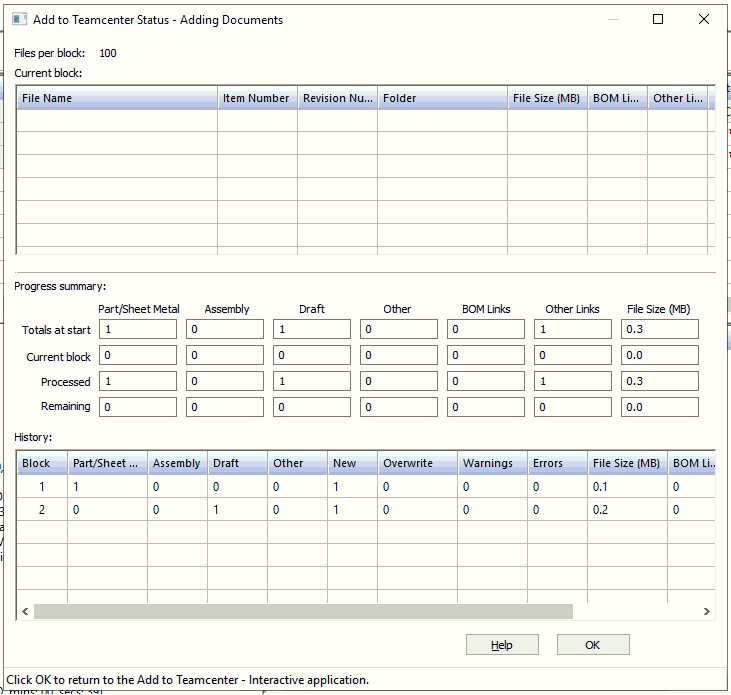 Add to Teamcenter Status - Adding Documents
Files per block: 100
Current block:
File Name Item Number Revision Nu... Folder File Size (MB) BOM Li... Other Li...
Progress summary:
Part/Sheet Metal Assembly Draft Other BOM Links Other Links File Size (MB)
Totals at start 1 0 1 0 0 1 0.3
Current block 0 0 0 0 0 0 0.0
Processed 1 0 1 0 0 1 0.3
Remaining 0 0 0 0 0 0 0.0
History:
Block Part/Sheet ... Assembly Draft Other New Overwrite Warnings Errors File Size (MB) BOM Li...
1 1 0 0 0 1 0 0 0 0.1 0
2 0 0 1 0 1 0 0 0 0.2 0
Help OK
Click OK to return to the Add to Teamcenter - Interactive application.